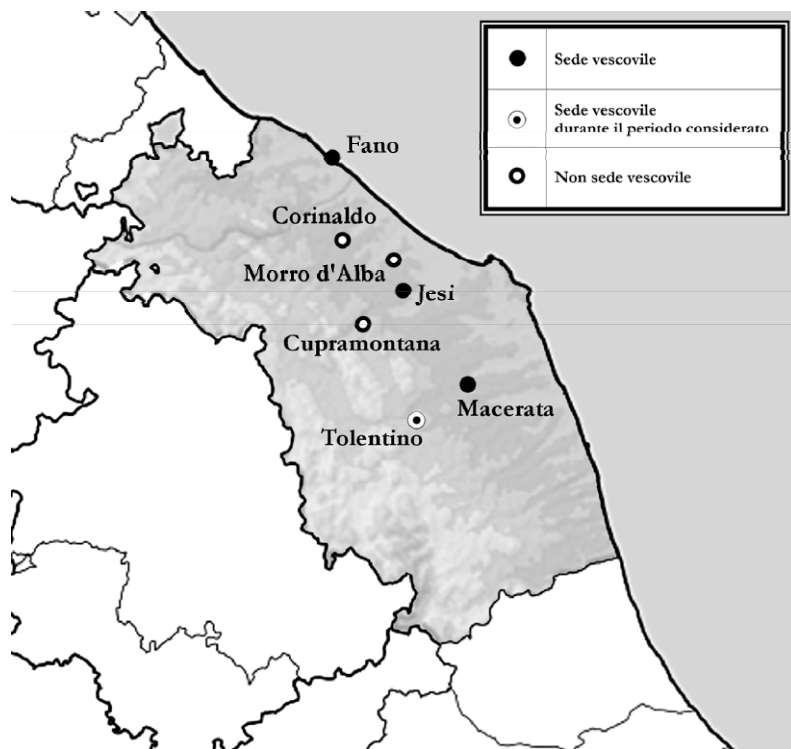 Sede vescovile
Sede vescovile
durante il periodo considerato
Non sede vescovile
Fano
Corinaldo
Morro d'Alba
Jesi
Cupramontana
Macerata
Tolentino